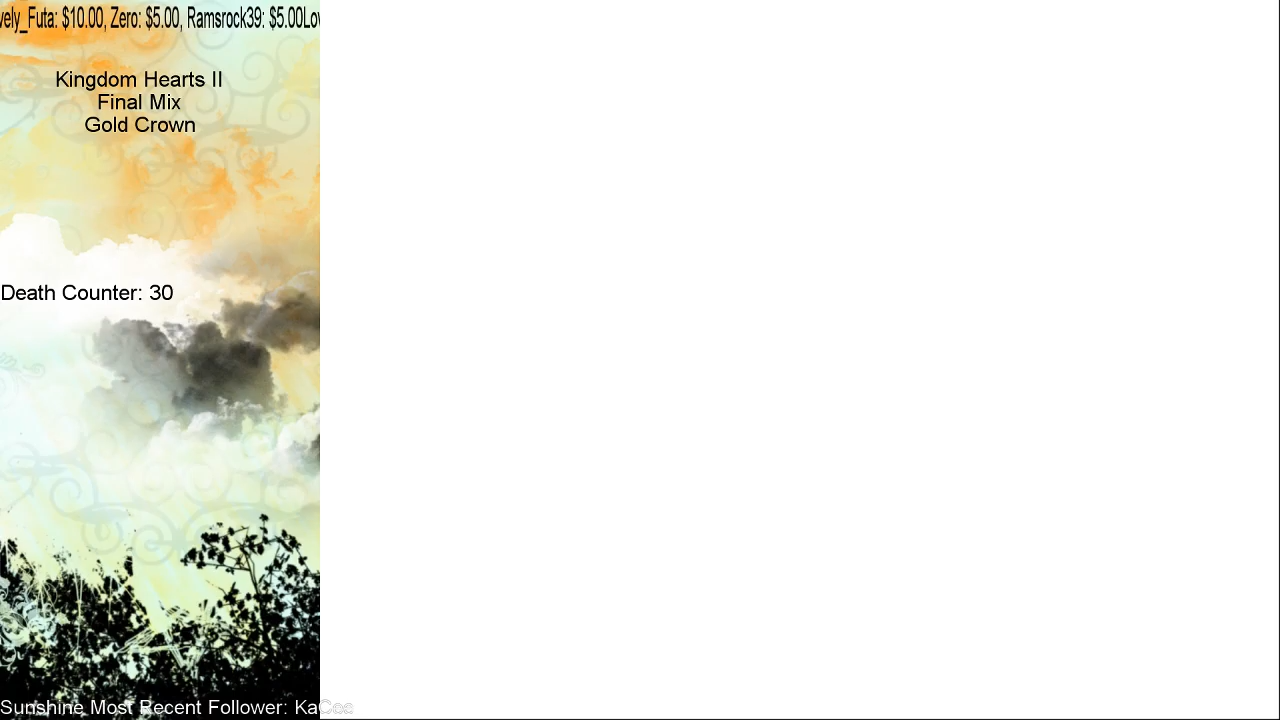 vely_Futa: $10.00, Zero: $5.00, Ramsrock39: $5.00Lov
Kingdom Hearts II
Final Mix
Gold Crown
Death Counter: 30
Sunshine Most Recent Follower: KaCee